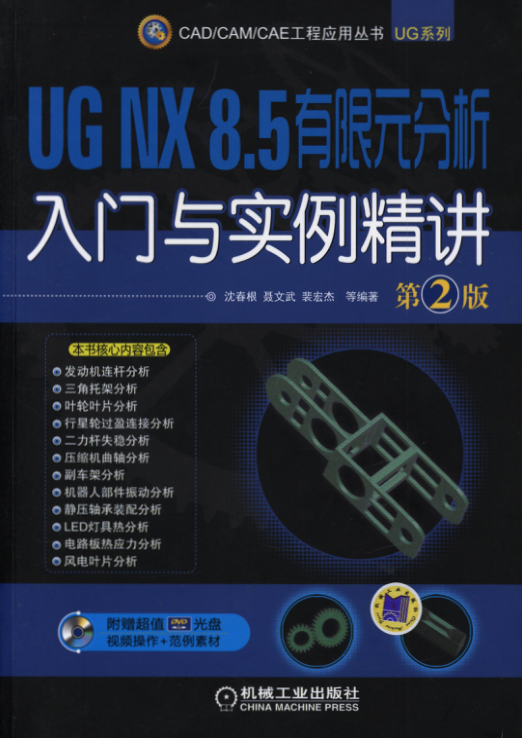 CAD/CAM/CAE工程应用丛书 UG系列
UG NX 8.5有限元分析
入门与实例精讲
沈春根 聂文武 裴宏杰 等编著
第2版
本书核心内容包含
发动机连杆分析
三角托架分析
叶轮叶片分析
行星轮过盈连接分析
二力杆失稳分析
压缩机曲轴分析
副车架分析
机器人部件振动分析
静压轴承装配分析
LED灯具热分析
电路板热应力分析
风电叶片分析
附赠超值 DVD 光盘
视频操作+范例素材
机械工业出版社
CHINA MACHINE PRESS